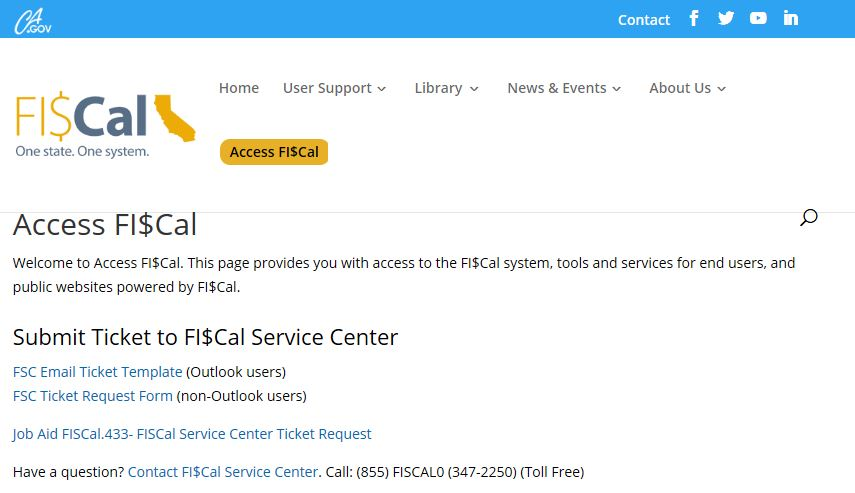 CA.GOV
Contact
FI$Cal
One state. One system.
Home User Support Library News & Events About Us
Access FI$Cal
Access FI$Cal
Welcome to Access FI$Cal. This page provides you with access to the FI$Cal system, tools and services for end users, and
public websites powered by FI$Cal.
Submit Ticket to FI$Cal Service Center
FSC Email Ticket Template (Outlook users)
FSC Ticket Request Form (non-Outlook users)
Job Aid FISCal.433- FISCal Service Center Ticket Request
Have a question? Contact FI$Cal Service Center. Call: (855) FISCAL0 (347-2250) (Toll Free)